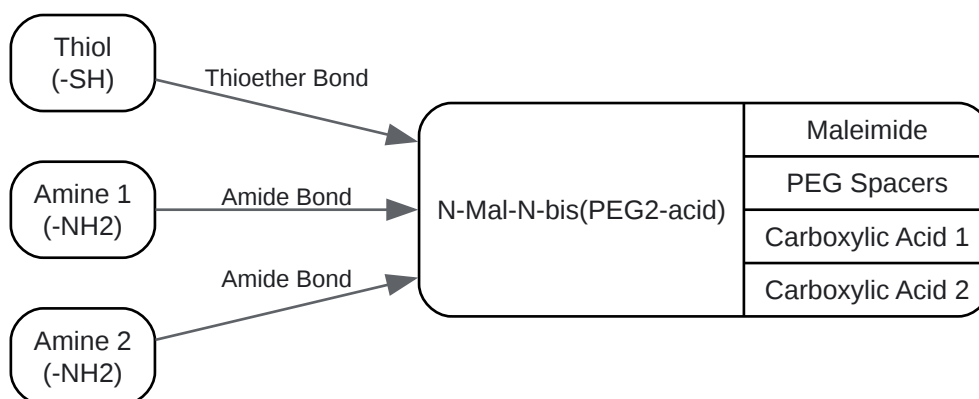 Thiol
(-SH)
Thioether Bond
Amine 1
(-NH2)
Amide Bond
Amine 2
(-NH2)
Amide Bond
N-Mal-N-bis(PEG2-acid)
Maleimide
PEG Spacers
Carboxylic Acid 1
Carboxylic Acid 2